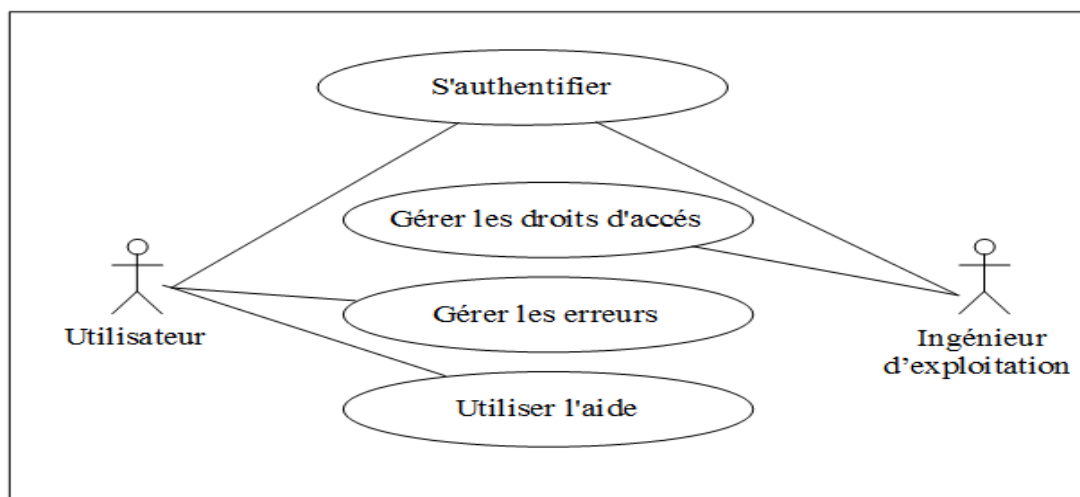 S'authentifier
Gérer les droits d'accés
Gérer les erreurs
Utiliser l'aide
Utilisateur
Ingénieur
d’exploitation